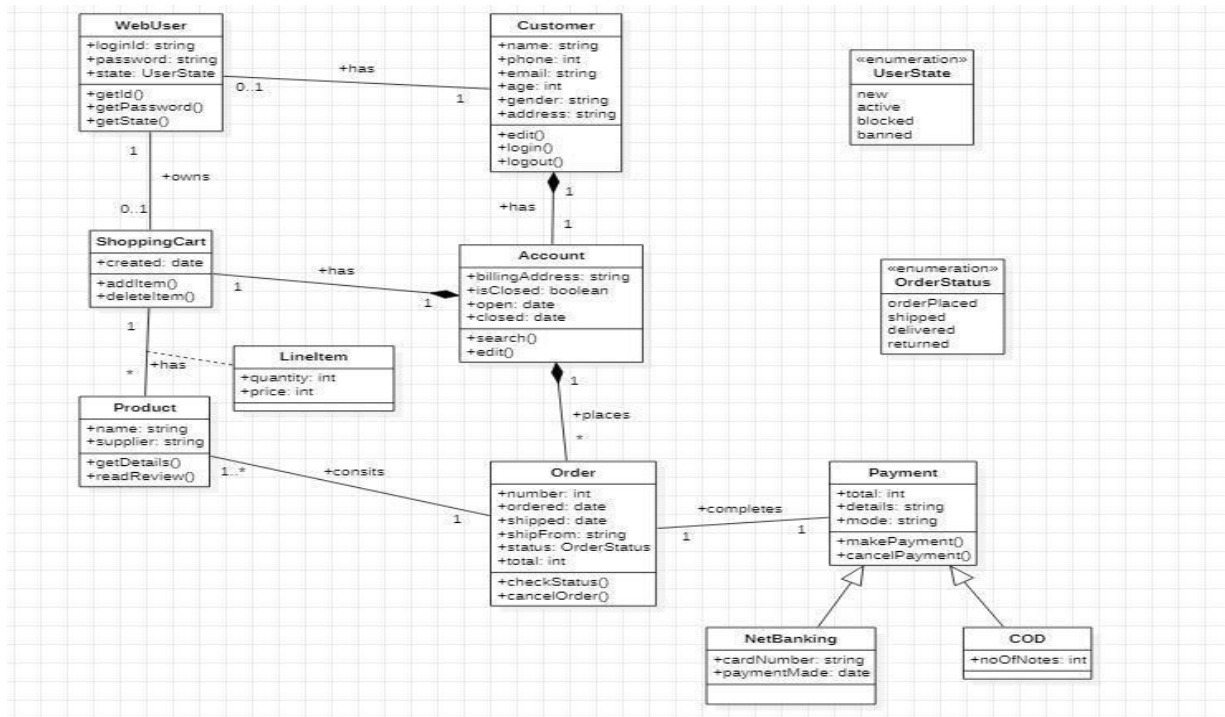 WebUser
+loginId: string
+password: string
+state: UserState
+getId()
+getPassword()
+getState()
+has
0..1
1
Customer
+name: string
+phone: int
+email: string
+age: int
+gender: string
+address: string
+edit()
+login()
+logout()
«enumeration»
UserState
new
active
blocked
banned
1
+owns
0..1
1
+has
1
ShoppingCart
+created: date
+addItem()
+deleteItem()
+has
1
1
Account
+billingAddress: string
+isClosed: boolean
+open: date
+closed: date
+search()
+edit()
«enumeration»
OrderStatus
orderPlaced
shipped
delivered
returned
1
+has
*
LineItem
+quantity: int
+price: int
1
+places
*
Product
+name: string
+supplier: string
+getDetails()
+readReview()
1..*
+consits
1
Order
+number: int
+ordered: date
+shipped: date
+shipFrom: string
+status: OrderStatus
+total: int
+checkStatus()
+cancelOrder()
+completes
1
1
Payment
+total: int
+details: string
+mode: string
+makePayment()
+cancelPayment()
NetBanking
+cardNumber: string
+paymentMade: date
COD
+noOfNotes: int